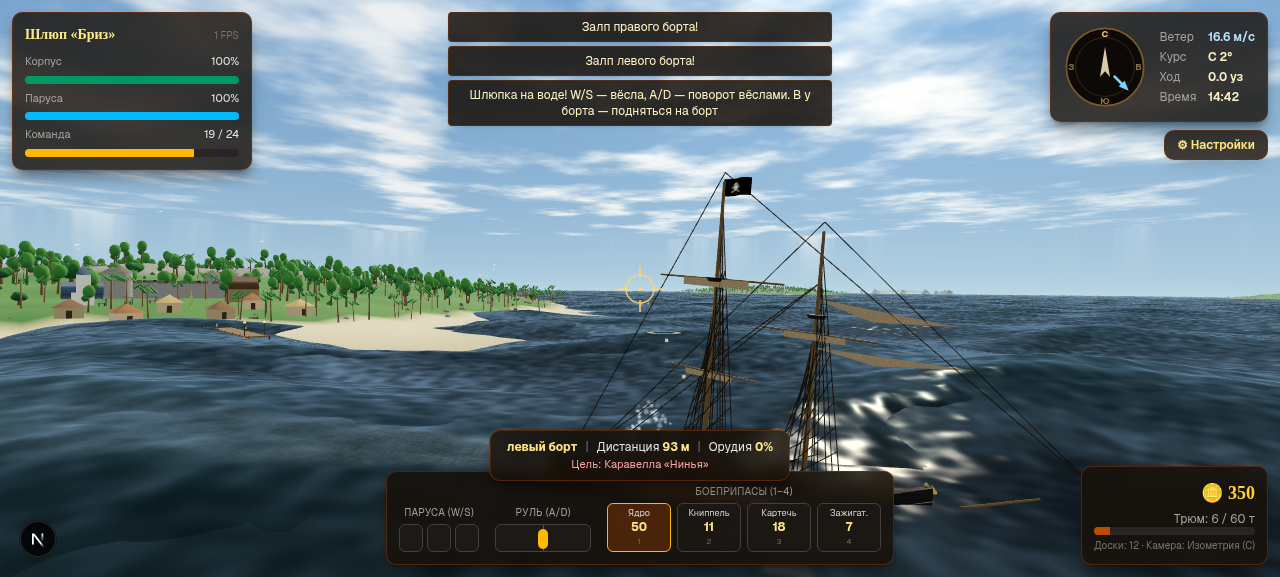 Шлюп «Бриз» 1 FPS
Корпус 100%
Паруса 100%
Команда 19 / 24
Залп правого борта!
Залп левого борта!
Шлюпка на воде! W/S — вёсла, A/D — поворот вёслами. В у
борта — подняться на борт
С
З В
Ю
Ветер 16.6 м/с
Курс С 2°
Ход 0.0 уз
Время 14:42
⚙ Настройки
левый борт | Дистанция 93 м | Орудия 0%
Цель: Каравелла «Нинья»
ПАРУСА (W/S)
РУЛЬ (A/D)
БОЕПРИПАСЫ (1–4)
Ядро Книппель Картечь Зажигат.
50 11 18 7
1 2 3 4
350
Трюм: 6 / 60 т
Доски: 12 · Камера: Изометрия (C)
N